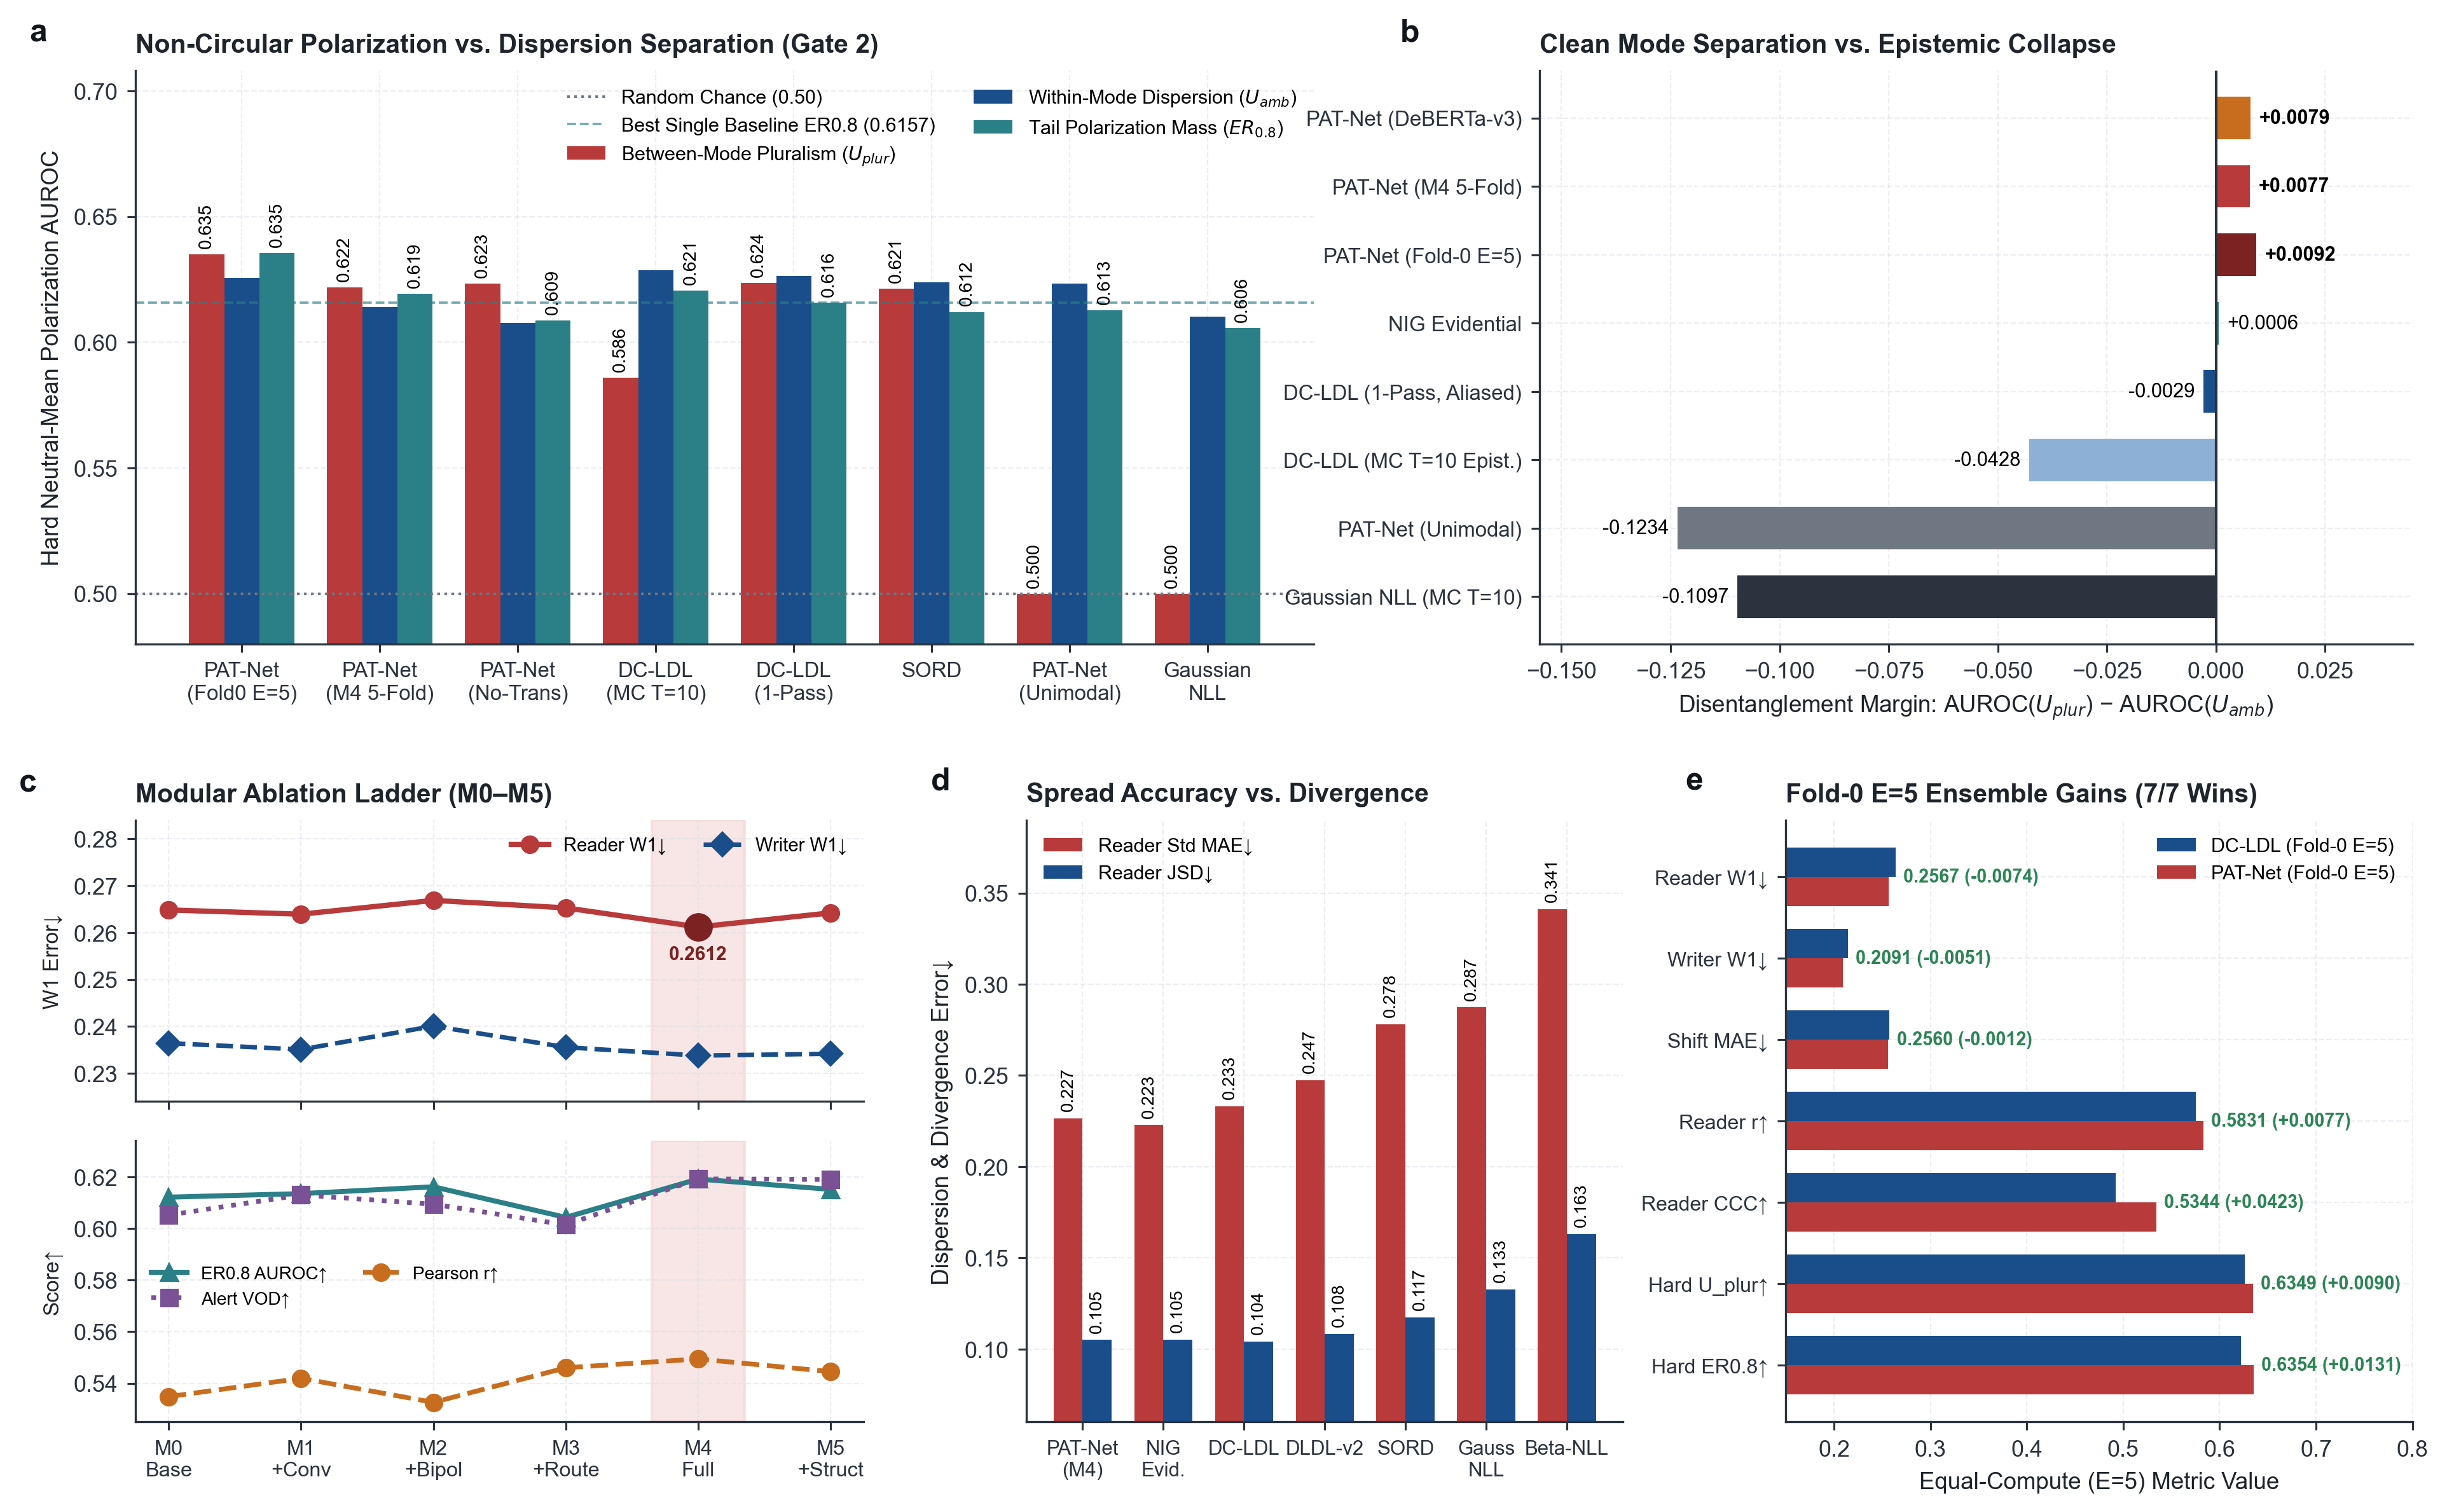 a
Non-Circular Polarization vs. Dispersion Separation (Gate 2)
Hard Neutral-Mean Polarization AUROC
0.70
0.65
0.60
0.55
0.50
Random Chance (0.50)
Best Single Baseline ER0.8 (0.6157)
Between-Mode Pluralism (U_plur)
Within-Mode Dispersion (U_amb)
Tail Polarization Mass (ER_0.8)
0.635
0.635
0.622
0.619
0.623
0.609
0.586
0.621
0.624
0.616
0.621
0.612
0.500
0.613
0.500
0.606
PAT-Net
(Fold0 E=5)
PAT-Net
(M4 5-Fold)
PAT-Net
(No-Trans)
DC-LDL
(MC T=10)
DC-LDL
(1-Pass)
SORD
PAT-Net
(Unimodal)
Gaussian
NLL
b
Clean Mode Separation vs. Epistemic Collapse
PAT-Net (DeBERTa-v3)
+0.0079
PAT-Net (M4 5-Fold)
+0.0077
PAT-Net (Fold-0 E=5)
+0.0092
NIG Evidential
+0.0006
DC-LDL (1-Pass, Aliased)
-0.0029
DC-LDL (MC T=10 Epist.)
-0.0428
PAT-Net (Unimodal)
-0.1234
Gaussian NLL (MC T=10)
-0.1097
−0.150 −0.125 −0.100 −0.075 −0.050 −0.025 0.000 0.025
Disentanglement Margin: AUROC(U_plur) − AUROC(U_amb)
c
Modular Ablation Ladder (M0–M5)
W1 Error↓
0.28
0.27
0.26
0.25
0.24
0.23
Reader W1↓
Writer W1↓
0.2612
Score↑
0.62
0.60
0.58
0.56
0.54
ER0.8 AUROC↑
Alert VOD↑
Pearson r↑
M0
Base
M1
+Conv
M2
+Bipol
M3
+Route
M4
Full
M5
+Struct
d
Spread Accuracy vs. Divergence
Dispersion & Divergence Error↓
0.35
0.30
0.25
0.20
0.15
0.10
Reader Std MAE↓
Reader JSD↓
0.227
0.105
0.223
0.105
0.233
0.104
0.247
0.108
0.278
0.117
0.287
0.133
0.341
0.163
PAT-Net
(M4)
NIG
Evid.
DC-LDL
DLDL-v2
SORD
Gauss
NLL
Beta-NLL
e
Fold-0 E=5 Ensemble Gains (7/7 Wins)
DC-LDL (Fold-0 E=5)
PAT-Net (Fold-0 E=5)
Reader W1↓
0.2567 (-0.0074)
Writer W1↓
0.2091 (-0.0051)
Shift MAE↓
0.2560 (-0.0012)
Reader r↑
0.5831 (+0.0077)
Reader CCC↑
0.5344 (+0.0423)
Hard U_plur↑
0.6349 (+0.0090)
Hard ER0.8↑
0.6354 (+0.0131)
0.2 0.3 0.4 0.5 0.6 0.7 0.8
Equal-Compute (E=5) Metric Value